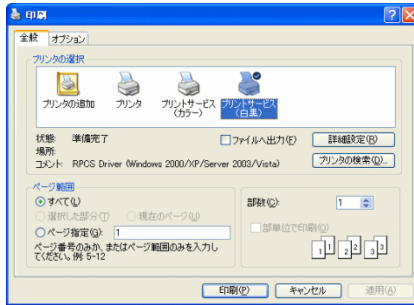 印刷
全般 オプション
プリンタの選択
プリンタの追加 プリンタ プリントサービス(カラー) プリントサービス(白黒)
状態: 準備完了
場所:
コメント: RPCS Driver (Windows 2000/XP/Server 2003/Vista)
ファイルへ出力(F)
詳細設定(R)
プリンタの検索(D)...
ページ範囲
すべて(L)
選択した部分(T) 現在のページ(U)
ページ指定(G): 1
ページ番号のみか、またはページ範囲のみを入力し
てください。例: 5-12
部数(C): 1
部単位で印刷(O)
1 1 2 2 3 3
印刷(P) キャンセル 適用(A)